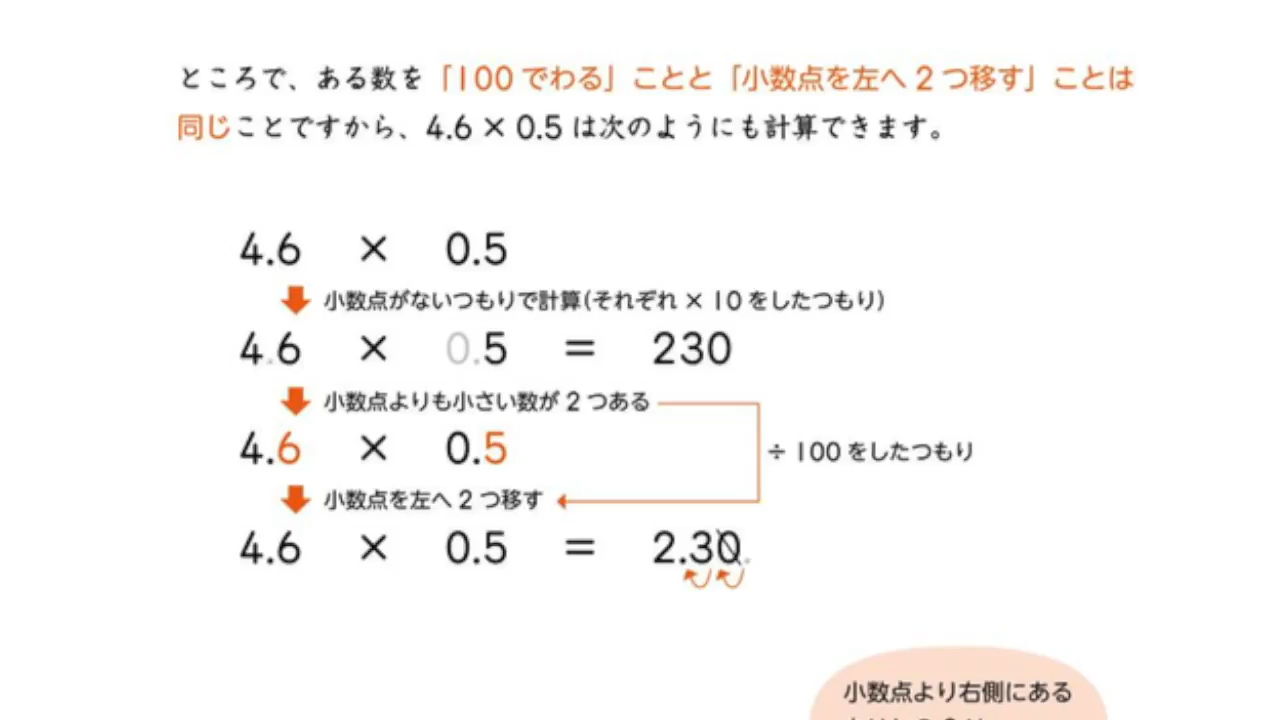 ところで、ある数を「100でわる」ことと「小数点を左へ2つ移す」ことは
同じことですから、4.6×0.5は次のようにも計算できます。
4.6 × 0.5
小数点がないつもりで計算(それぞれ×10をしたつもり)
4.6 × 0.5 = 230
小数点よりも小さい数が2つある
4.6 × 0.5
÷100をしたつもり
小数点を左へ2つ移す
4.6 × 0.5 = 2.30.
小数点より右側にある